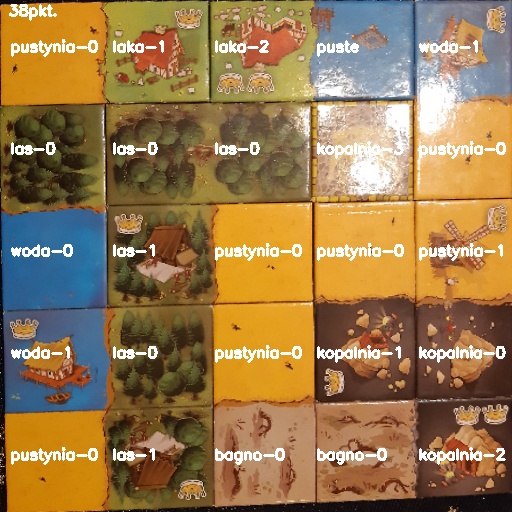 38pkt.
pustynia-0 łaka-1 łaka-2 puste woda-1
las-0 las-0 las-0 kopalnia-3 pustynia-0
woda-0 las-1 pustynia-0 pustynia-0 pustynia-1
woda-1 las-0 pustynia-0 kopalnia-1 kopalnia-0
pustynia-0 las-1 bagno-0 bagno-0 kopalnia-2